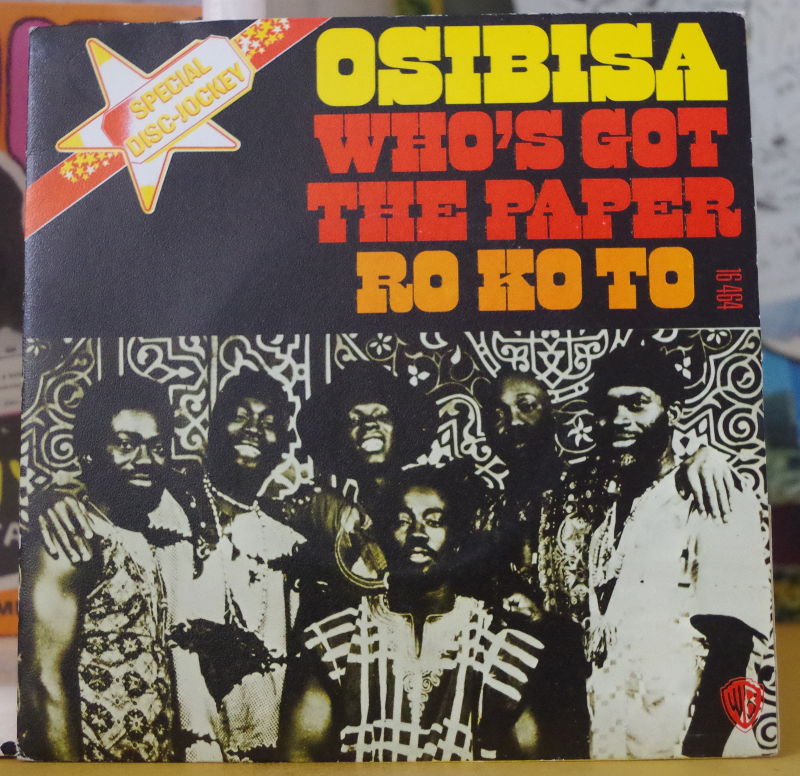 SPECIAL
DISC-JOCKEY
OSIBISA
WHO'S GOT
THE PAPER
RO KO TO
16 464
WB